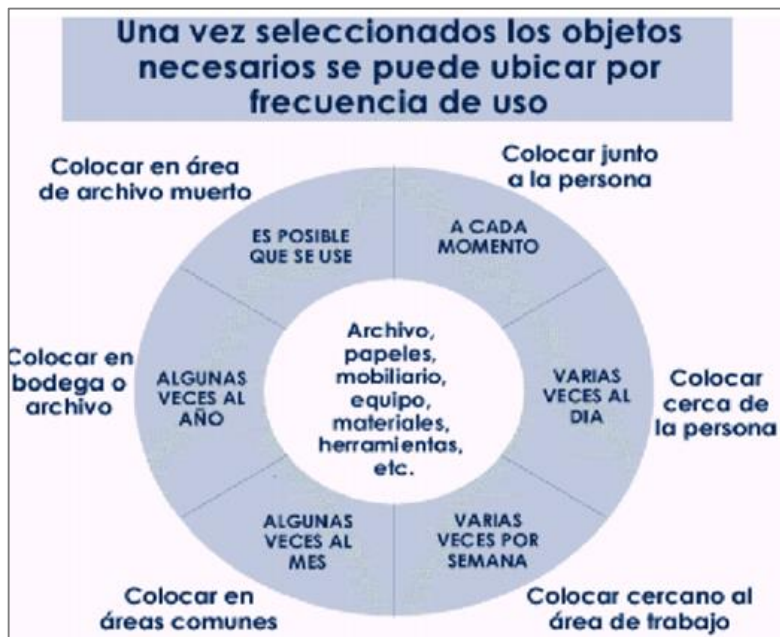 Una vez seleccionados los objetos
necesarios se puede ubicar por
frecuencia de uso
Colocar junto
a la persona
A CADA
MOMENTO
Colocar
cerca de
la persona
VARIAS
VECES AL
DIA
Colocar cercano al
área de trabajo
VARIAS
VECES POR
SEMANA
Colocar en
áreas comunes
ALGUNAS
VECES AL
MES
Colocar en
bodega o
archivo
ALGUNAS
VECES AL
AÑO
Colocar en área
de archivo muerto
ES POSIBLE
QUE SE USE
Archivo,
papeles,
mobiliario,
equipo,
materiales,
herramientas,
etc.